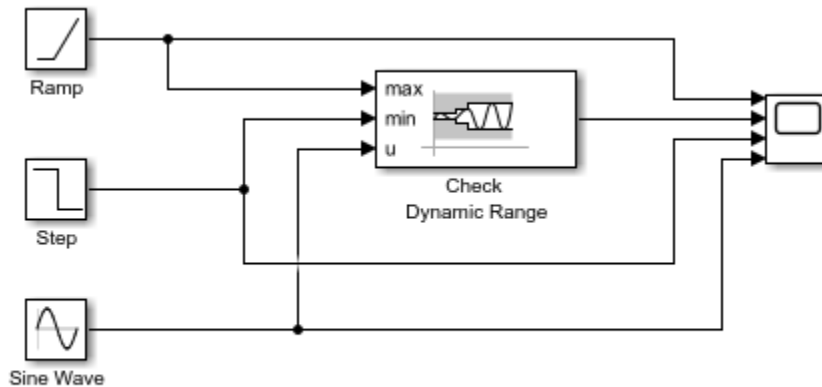 Ramp
max
min
u
Check
Dynamic Range
Step
Sine Wave